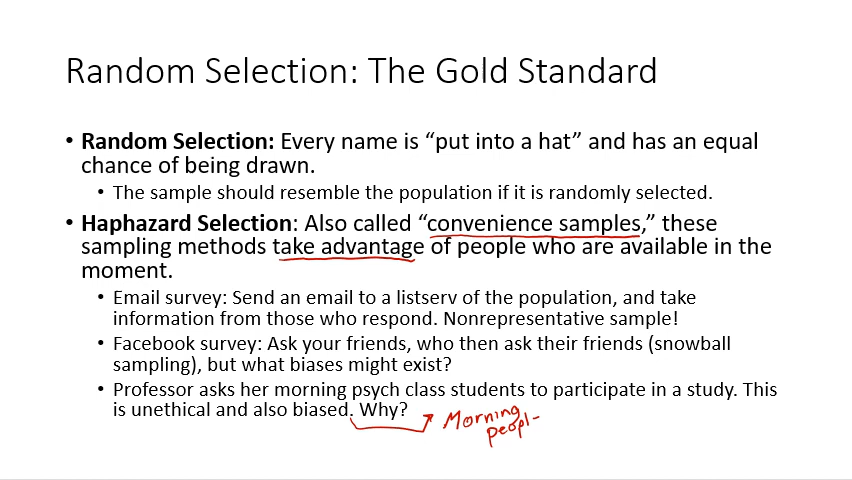 Random Selection: The Gold Standard
• Random Selection: Every name is “put into a hat” and has an equal
chance of being drawn.
• The sample should resemble the population if it is randomly selected.
• Haphazard Selection: Also called “convenience samples,” these
sampling methods take advantage of people who are available in the
moment.
• Email survey: Send an email to a listserv of the population, and take
information from those who respond. Nonrepresentative sample!
• Facebook survey: Ask your friends, who then ask their friends (snowball
sampling), but what biases might exist?
• Professor asks her morning psych class students to participate in a study. This
is unethical and also biased. Why?
Morning
peopl